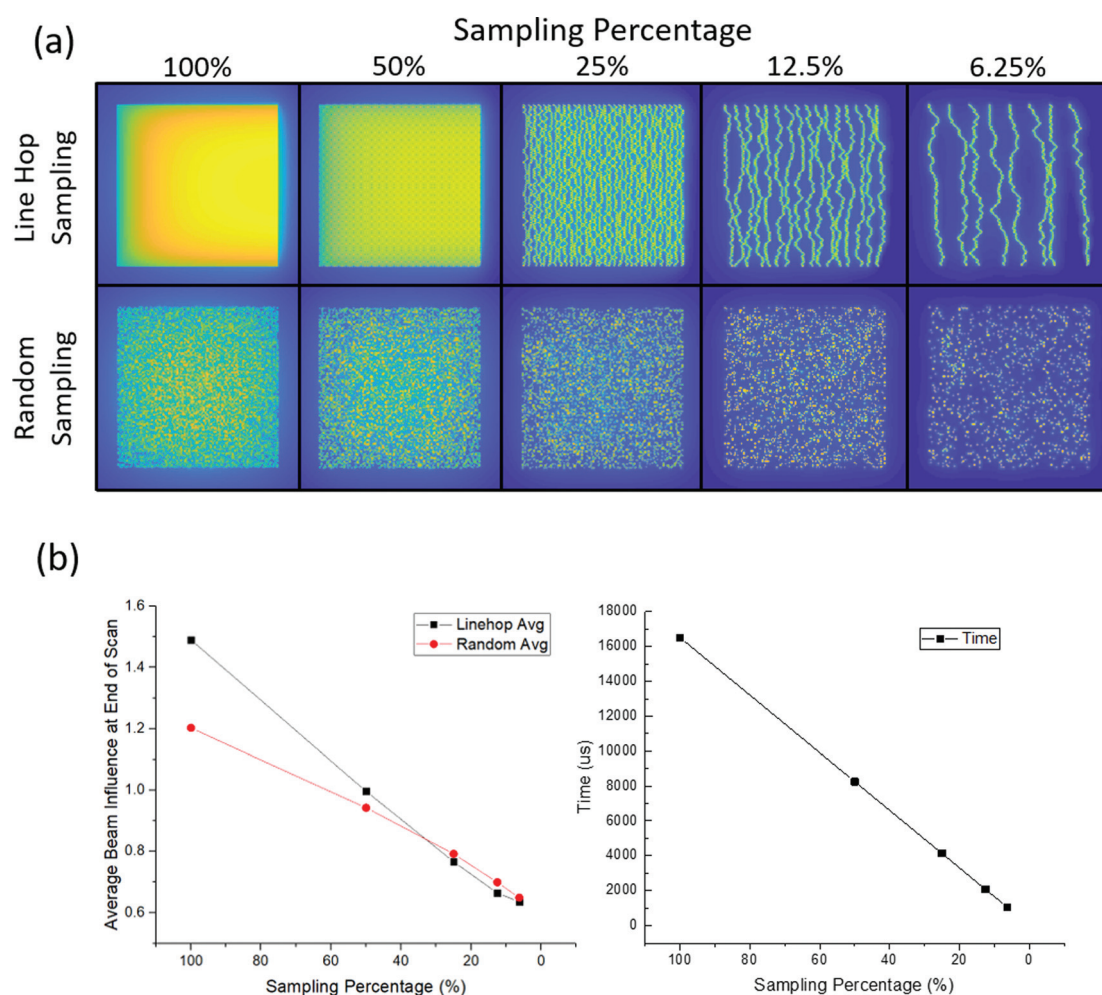 (a)
Sampling Percentage
100% 50% 25% 12.5% 6.25%
Line Hop
Sampling
Random
Sampling
(b)
Average Beam Influence at End of Scan
1.6
1.4
1.2
1.0
0.8
0.6
Linehop Avg
Random Avg
100 80 60 40 20 0
Sampling Percentage (%)
Time (us)
18000
16000
14000
12000
10000
8000
6000
4000
2000
0
Time
100 80 60 40 20 0
Sampling Percentage (%)